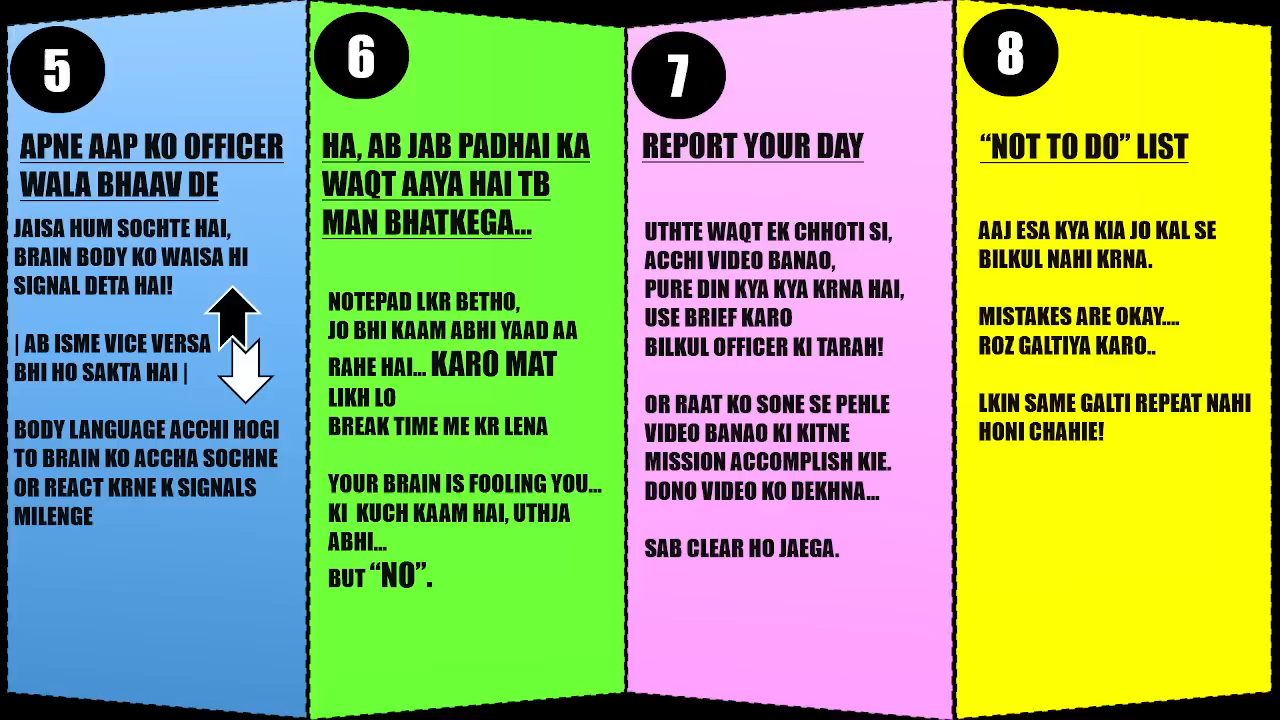 5
APNE AAP KO OFFICER
WALA BHAAV DE
JAISA HUM SOCHTE HAI,
BRAIN BODY KO WAISA HI
SIGNAL DETA HAI!
| AB ISME VICE VERSA
BHI HO SAKTA HAI |
BODY LANGUAGE ACCHI HOGI
TO BRAIN KO ACCHA SOCHNE
OR REACT KRNE K SIGNALS
MILENGE
6
HA, AB JAB PADHAI KA
WAQT AAYA HAI TB
MAN BHATKEGA...
NOTEPAD LKR BETHO,
JO BHI KAAM ABHI YAAD AA
RAHE HAI... KARO MAT
LIKH LO
BREAK TIME ME KR LENA
YOUR BRAIN IS FOOLING YOU...
KI KUCH KAAM HAI, UTHJA
ABHI...
BUT “NO”.
7
REPORT YOUR DAY
UTHTE WAQT EK CHHOTI SI,
ACCHI VIDEO BANAO,
PURE DIN KYA KYA KRNA HAI,
USE BRIEF KARO
BILKUL OFFICER KI TARAH!
OR RAAT KO SONE SE PEHLE
VIDEO BANAO KI KITNE
MISSION ACCOMPLISH KIE.
DONO VIDEO KO DEKHNA...
SAB CLEAR HO JAEGA.
8
“NOT TO DO” LIST
AAJ ESA KYA KIA JO KAL SE
BILKUL NAHI KRNA.
MISTAKES ARE OKAY....
ROZ GALTIYA KARO..
LKIN SAME GALTI REPEAT NAHI
HONI CHAHIE!